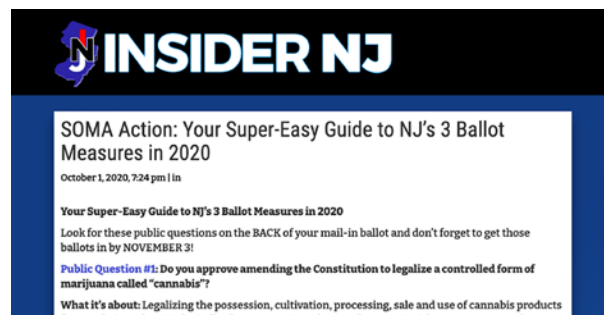 NJ INSIDER NJ
SOMA Action: Your Super-Easy Guide to NJ's 3 Ballot
Measures in 2020
October 1, 2020, 7:24 pm | in
Your Super-Easy Guide to NJ's 3 Ballot Measures in 2020
Look for these public questions on the BACK of your mail-in ballot and don't forget to get those
ballots in by NOVEMBER 3!
Public Question #1: Do you approve amending the Constitution to legalize a controlled form of
marijuana called "cannabis"?
What it's about: Legalizing the possession, cultivation, processing, sale and use of cannabis products